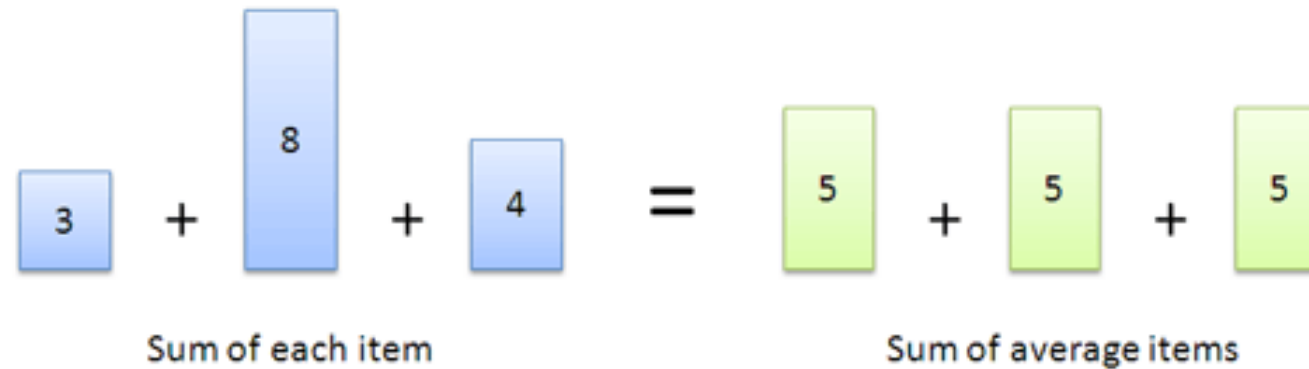 3 + 8 + 4 = 5 + 5 + 5
Sum of each item
Sum of average items